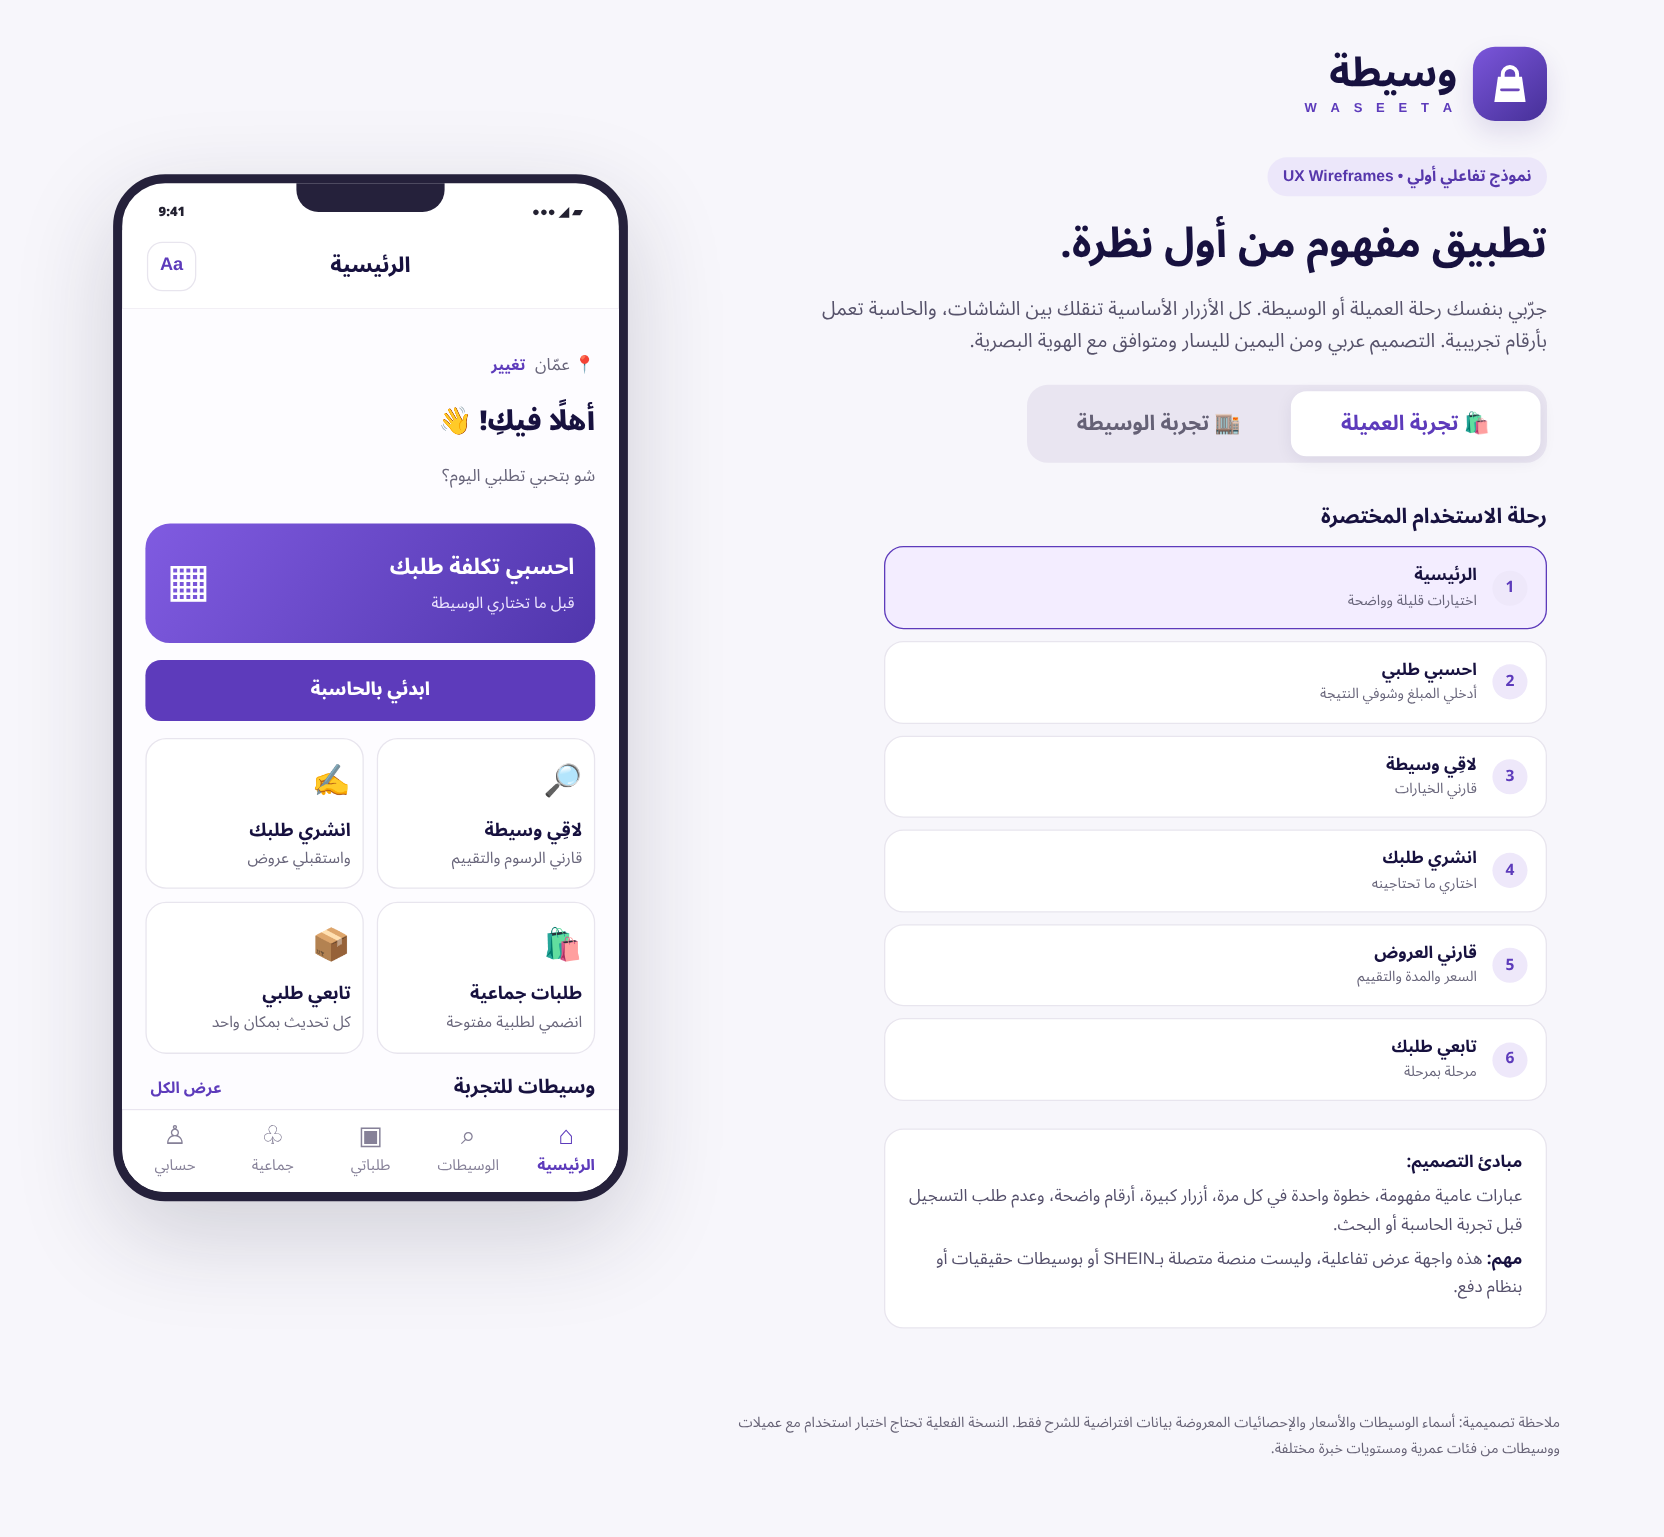 وسيطة
WASEETA
نموذج تفاعلي أولي • UX Wireframes
تطبيق مفهوم من أول نظرة.
جرّبي بنفسك رحلة العميلة أو الوسيطة. كل الأزرار الأساسية تنقلك بين الشاشات، والحاسبة تعمل
بأرقام تجريبية. التصميم عربي ومن اليمين لليسار ومتوافق مع الهوية البصرية.
🛍️ تجربة العميلة
🏬 تجربة الوسيطة
رحلة الاستخدام المختصرة
1
الرئيسية
اختيارات قليلة وواضحة
2
احسبي طلبي
أدخلي المبلغ وشوفي النتيجة
3
لاقِي وسيطة
قارني الخيارات
4
انشري طلبك
اختاري ما تحتاجينه
5
قارني العروض
السعر والمدة والتقييم
6
تابعي طلبك
مرحلة بمرحلة
مبادئ التصميم:
عبارات عامية مفهومة، خطوة واحدة في كل مرة، أزرار كبيرة، أرقام واضحة، وعدم طلب التسجيل
قبل تجربة الحاسبة أو البحث.
مهم: هذه واجهة عرض تفاعلية، وليست منصة متصلة بـSHEIN أو بوسيطات حقيقيات أو
بنظام دفع.
9:41
الرئيسية
Aa
📍 عمّان تغيير
أهلًا فيكِ! 👋
شو بتحبي تطلبي اليوم؟
احسبي تكلفة طلبك
قبل ما تختاري الوسيطة
ابدئي بالحاسبة
لاقِي وسيطة
قارني الرسوم والتقييم
انشري طلبك
واستقبلي عروض
طلبات جماعية
انضمي لطلبية مفتوحة
تابعي طلبي
كل تحديث بمكان واحد
وسيطات للتجربة
عرض الكل
الرئيسية
الوسيطات
طلباتي
جماعية
حسابي
ملاحظة تصميمية: أسماء الوسيطات والأسعار والإحصائيات المعروضة بيانات افتراضية للشرح فقط. النسخة الفعلية تحتاج اختبار استخدام مع عميلات
ووسيطات من فئات عمرية ومستويات خبرة مختلفة.